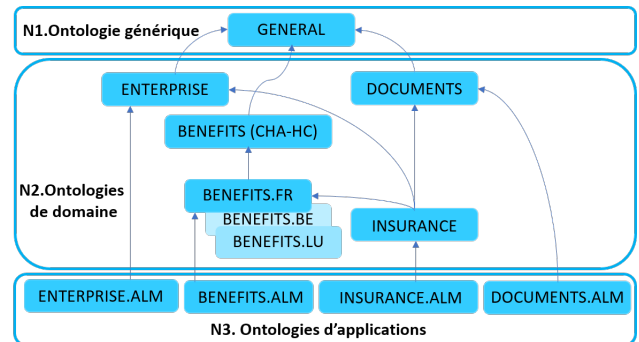 N1.Ontologie générique
GENERAL
ENTERPRISE
DOCUMENTS
BENEFITS (CHA-HC)
N2.Ontologies
de domaine
BENEFITS.FR
BENEFITS.BE
BENEFITS.LU
INSURANCE
ENTERPRISE.ALM
BENEFITS.ALM
INSURANCE.ALM
DOCUMENTS.ALM
N3. Ontologies d’applications